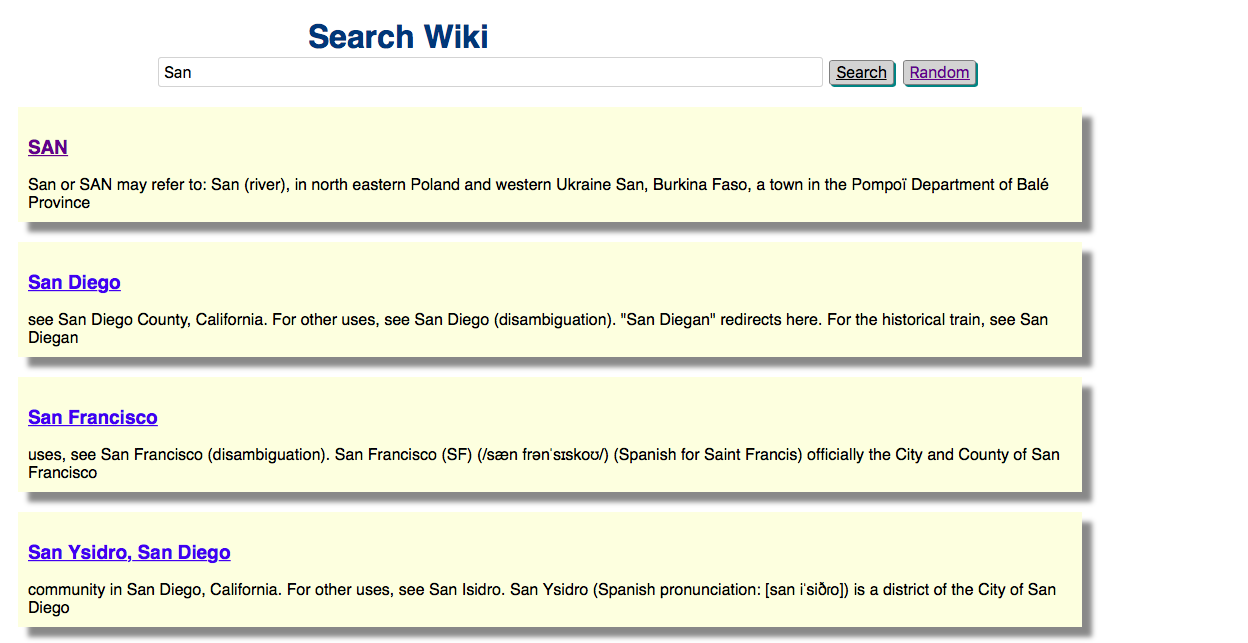 Search Wiki
San Search Random
SAN
San or SAN may refer to: San (river), in north eastern Poland and western Ukraine San, Burkina Faso, a town in the Pompoï Department of Balé
Province
San Diego
see San Diego County, California. For other uses, see San Diego (disambiguation). "San Diegan" redirects here. For the historical train, see San
Diegan
San Francisco
uses, see San Francisco (disambiguation). San Francisco (SF) (/sæn frənˈsɪskoʊ/) (Spanish for Saint Francis) officially the City and County of San
Francisco
San Ysidro, San Diego
community in San Diego, California. For other uses, see San Isidro. San Ysidro (Spanish pronunciation: [san iˈsiðɾo]) is a district of the City of San
Diego